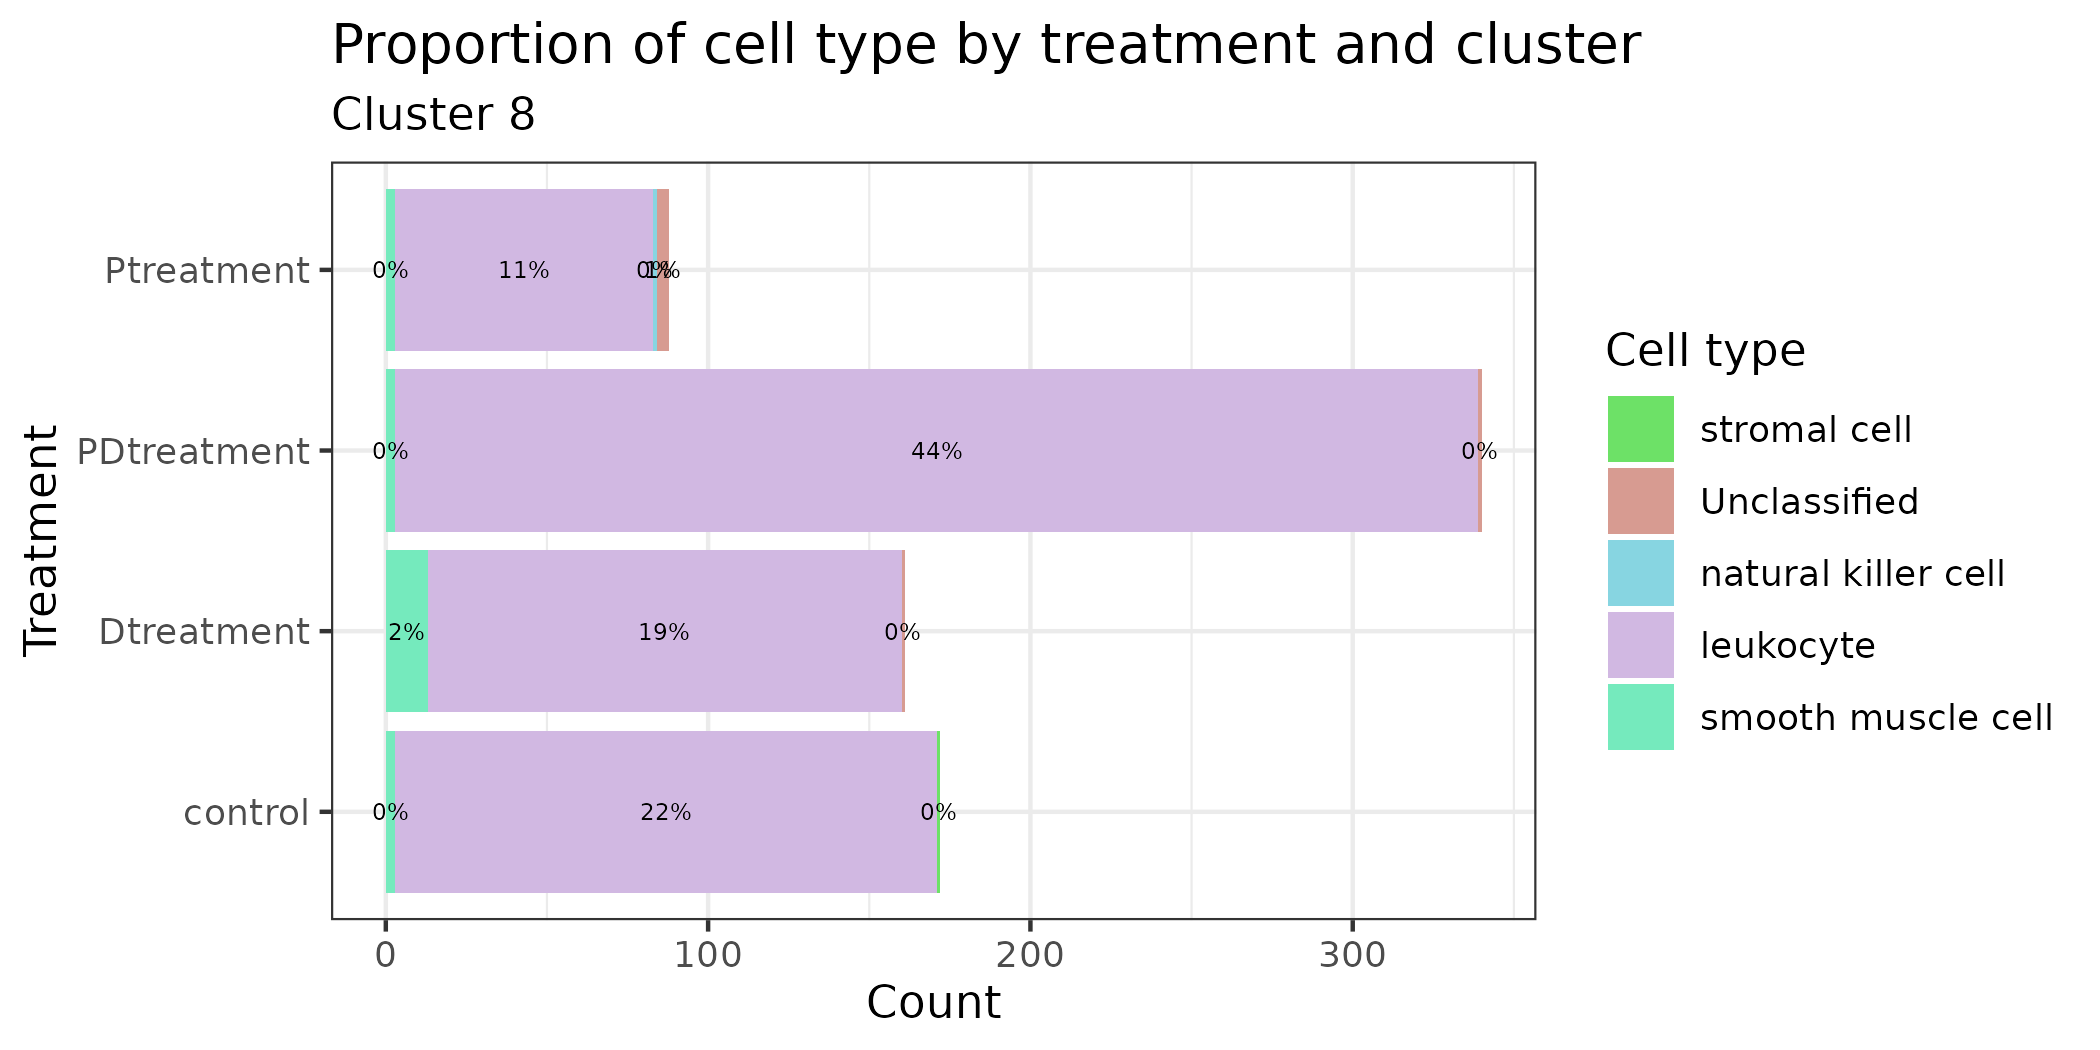 Proportion of cell type by treatment and cluster
Cluster 8
Treatment
Ptreatment
0% 11% 0% 1%
PDtreatment
0% 44% 0%
Dtreatment
2% 19% 0%
control
0% 22% 0%
0 100 200 300
Count
Cell type
stromal cell
Unclassified
natural killer cell
leukocyte
smooth muscle cell